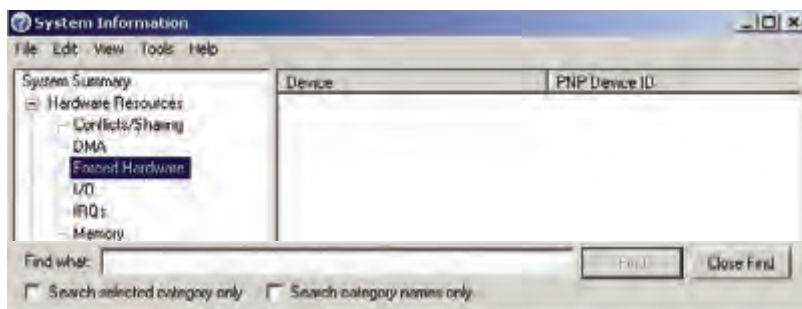 System Information
File Edit View Tools Help
System Summary
Hardware Resources
Conflicts/Sharing
DMA
Forced Hardware
I/O
IRQs
Memory
Device
PNP Device ID
Find what:
Find
Close Find
Search selected category only
Search category names only